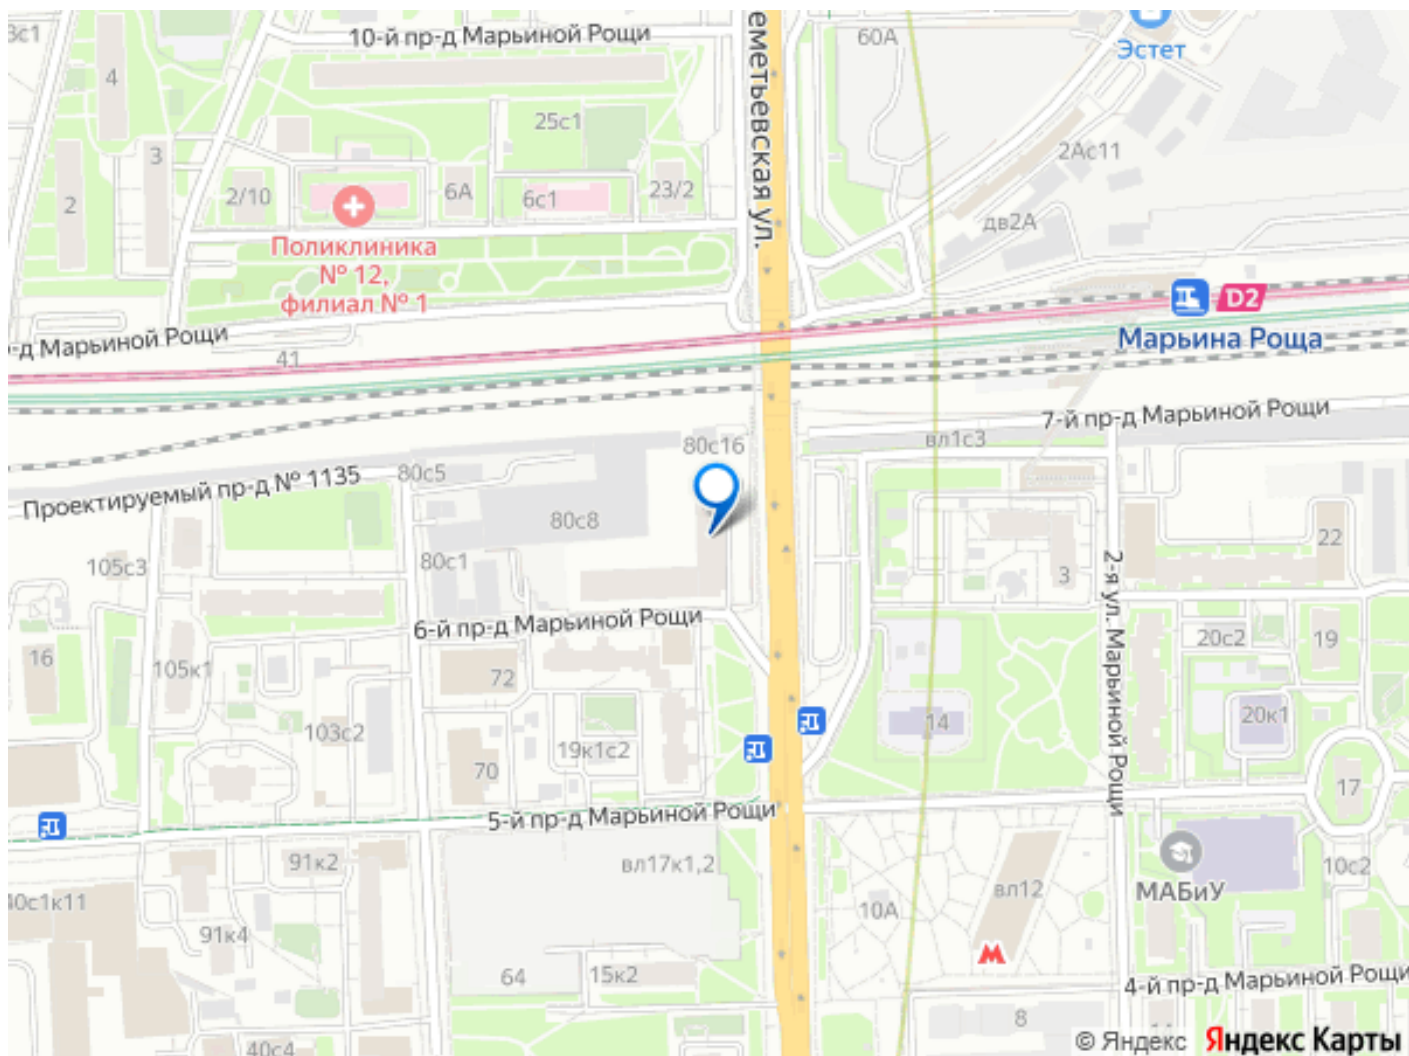 3с1
10-й пр-д Марьиной Рощи
еметьевская ул.
60А
Эстет
4
25с1
2Ас11
3
2
2/10
6А
6с1
23/2
дв2А
Поликлиника
№ 12,
филиал № 1
D2
Марьина Роща
-д Марьиной Рощи
41
7-й пр-д Марьиной Рощи
вл1с3
80с16
80с5
Проектируемый пр-д № 1135
80с8
22
105с3
80с1
3
2-я ул. Марьиной Рощи
6-й пр-д Марьиной Рощи
20с2
19
16
105к1
72
14
20к1
103с2
19к1с2
70
17
5-й пр-д Марьиной Рощи
91к2
вл17к1,2
10с2
МАБиУ
40с1к11
вл12
10А
91к4
64
15к2
4-й пр-д Марьиной Рощи
8
40с4
© Яндекс Яндекс Карты